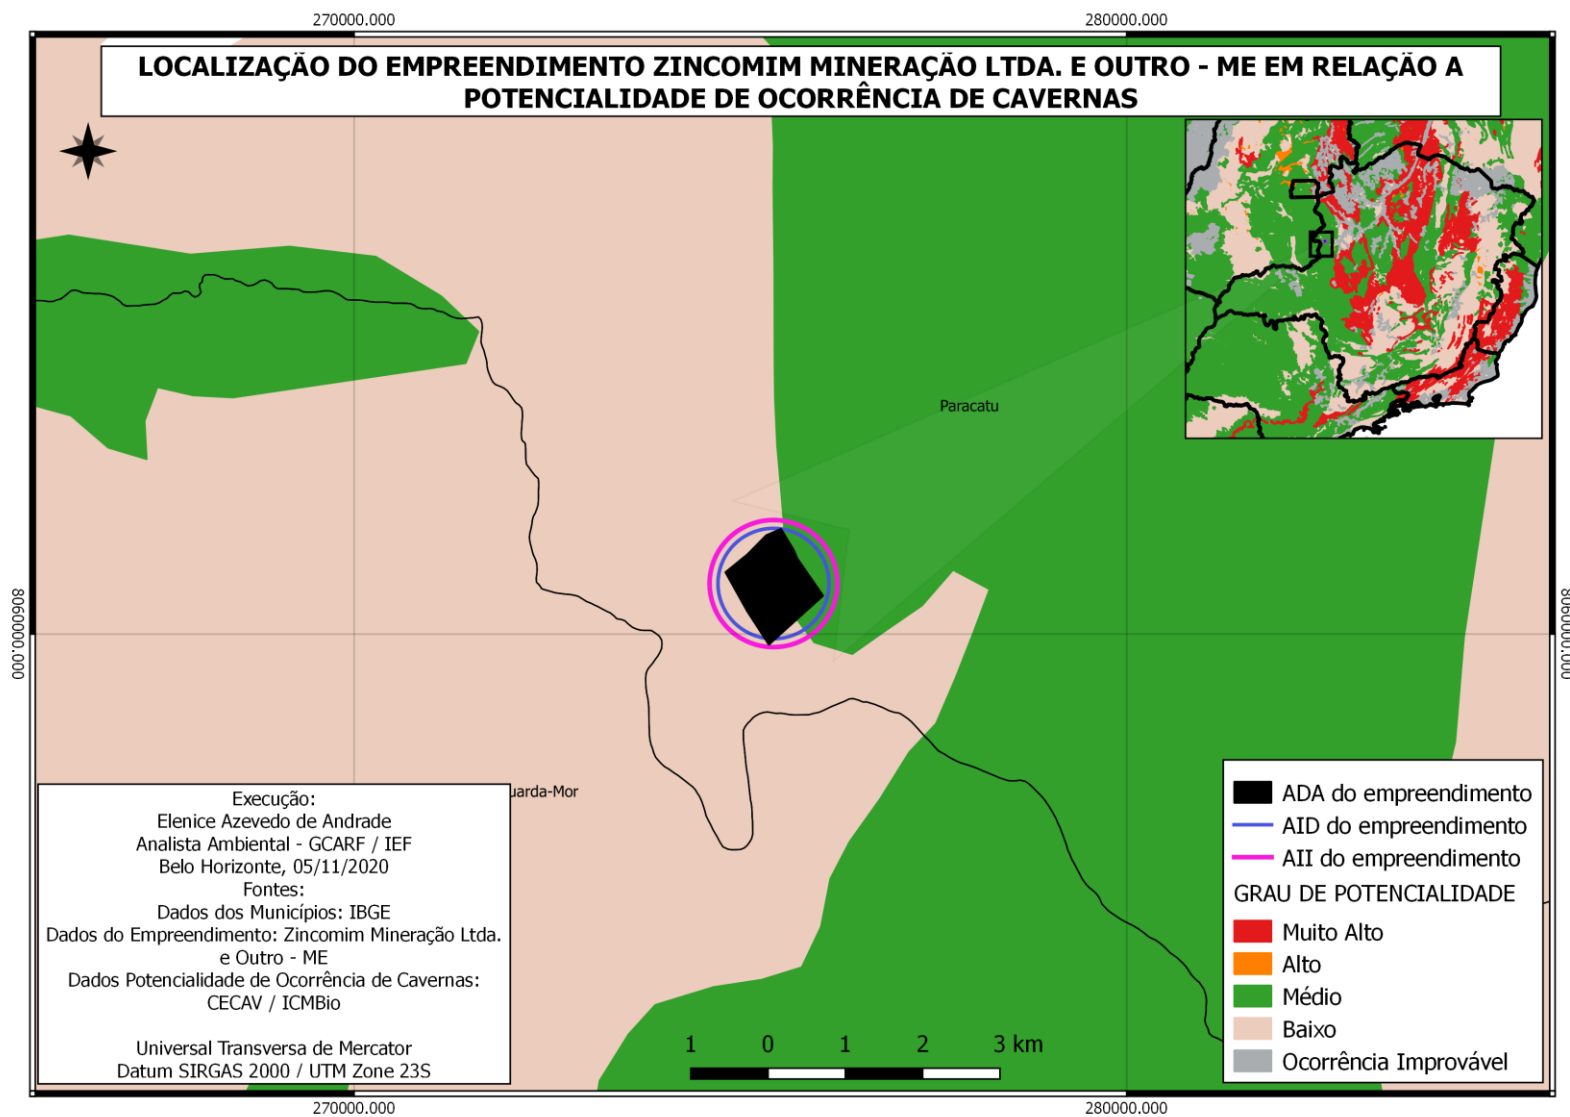 270000.000
280000.000
LOCALIZAÇÃO DO EMPREENDIMENTO ZINCOMIM MINERAÇÃO LTDA. E OUTRO - ME EM RELAÇÃO A
POTENCIALIDADE DE OCORRÊNCIA DE CAVERNAS
Paracatu
8060000.000
8060000.000
uarda-Mor
Execução:
Elenice Azevedo de Andrade
Analista Ambiental - GCARF / IEF
Belo Horizonte, 05/11/2020
Fontes:
Dados dos Municípios: IBGE
Dados do Empreendimento: Zincomim Mineração Ltda.
e Outro - ME
Dados Potencialidade de Ocorrência de Cavernas:
CECAV / ICMBio
Universal Transversa de Mercator
Datum SIRGAS 2000 / UTM Zone 23S
1 0 1 2 3 km
ADA do empreendimento
AID do empreendimento
AII do empreendimento
GRAU DE POTENCIALIDADE
Muito Alto
Alto
Médio
Baixo
Ocorrência Improvável
270000.000
280000.000